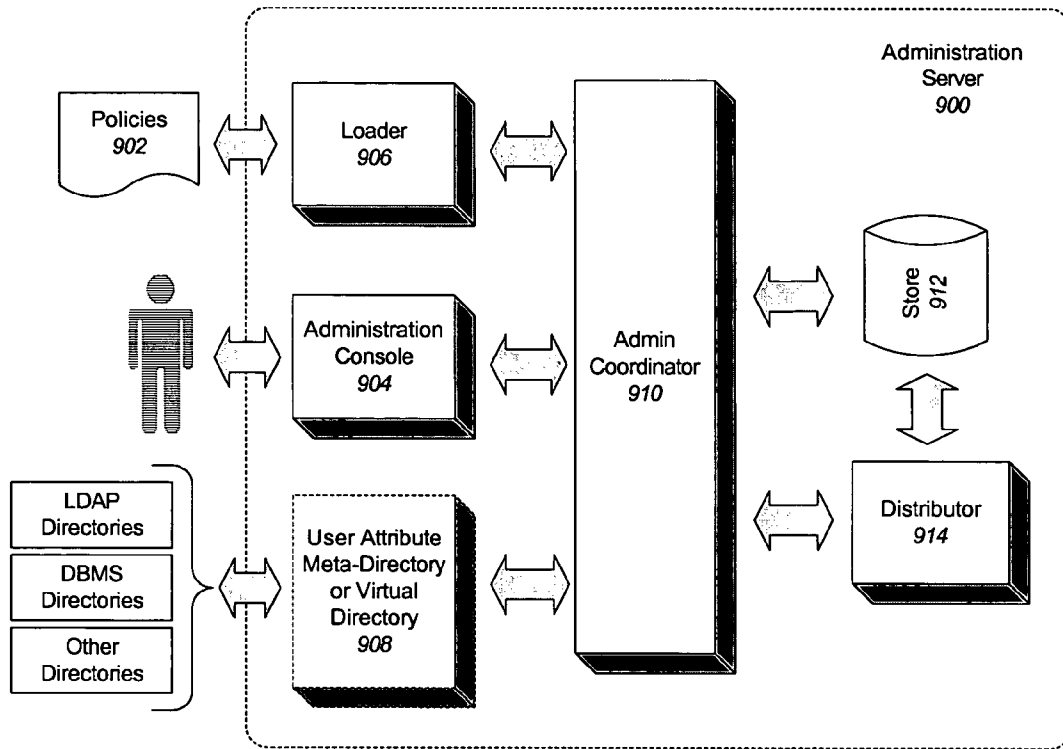 Administration
Server
900
Policies
902
Loader
906
Administration
Console
904
LDAP
Directories
DBMS
Directories
Other
Directories
User Attribute
Meta-Directory
or Virtual
Directory
908
Admin
Coordinator
910
Store
912
Distributor
914